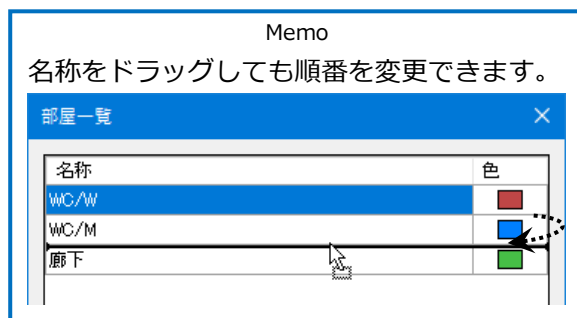 Memo
名称をドラッグしても順番を変更できます。
部屋一覧
名称 色
WC/W
WC/M
廊下